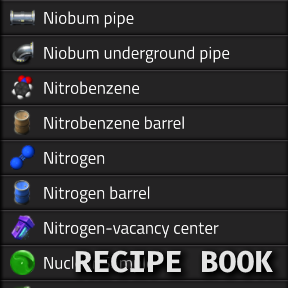 Niobum pipe
Niobum underground pipe
Nitrobenzene
Nitrobenzene barrel
Nitrogen
Nitrogen barrel
Nitrogen-vacancy center
RECIPE BOOK